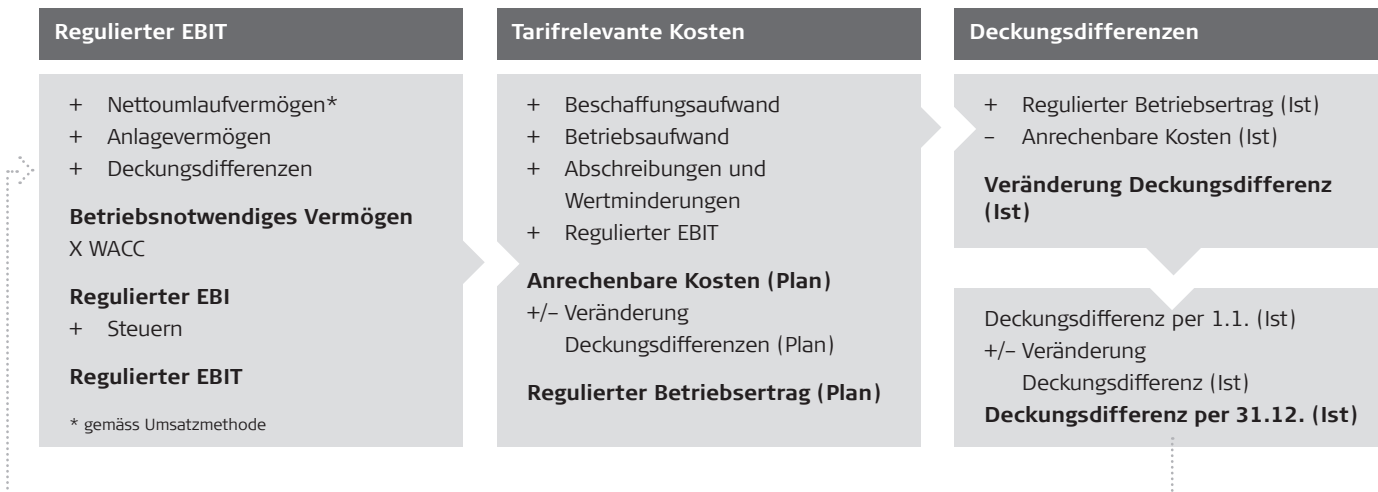 Regulierter EBIT
+ Nettoumlaufvermögen*
+ Anlagevermögen
+ Deckungsdifferenzen
Betriebsnotwendiges Vermögen
X WACC
Regulierter EBI
+ Steuern
Regulierter EBIT
* gemäss Umsatzmethode
Tarifrelevante Kosten
+ Beschaffungsaufwand
+ Betriebsaufwand
+ Abschreibungen und
Wertminderungen
+ Regulierter EBIT
Anrechenbare Kosten (Plan)
+/– Veränderung
Deckungsdifferenzen (Plan)
Regulierter Betriebsertrag (Plan)
Deckungsdifferenzen
+ Regulierter Betriebsertrag (Ist)
– Anrechenbare Kosten (Ist)
Veränderung Deckungsdifferenz
(Ist)
Deckungsdifferenz per 1.1. (Ist)
+/– Veränderung
Deckungsdifferenz (Ist)
Deckungsdifferenz per 31.12. (Ist)